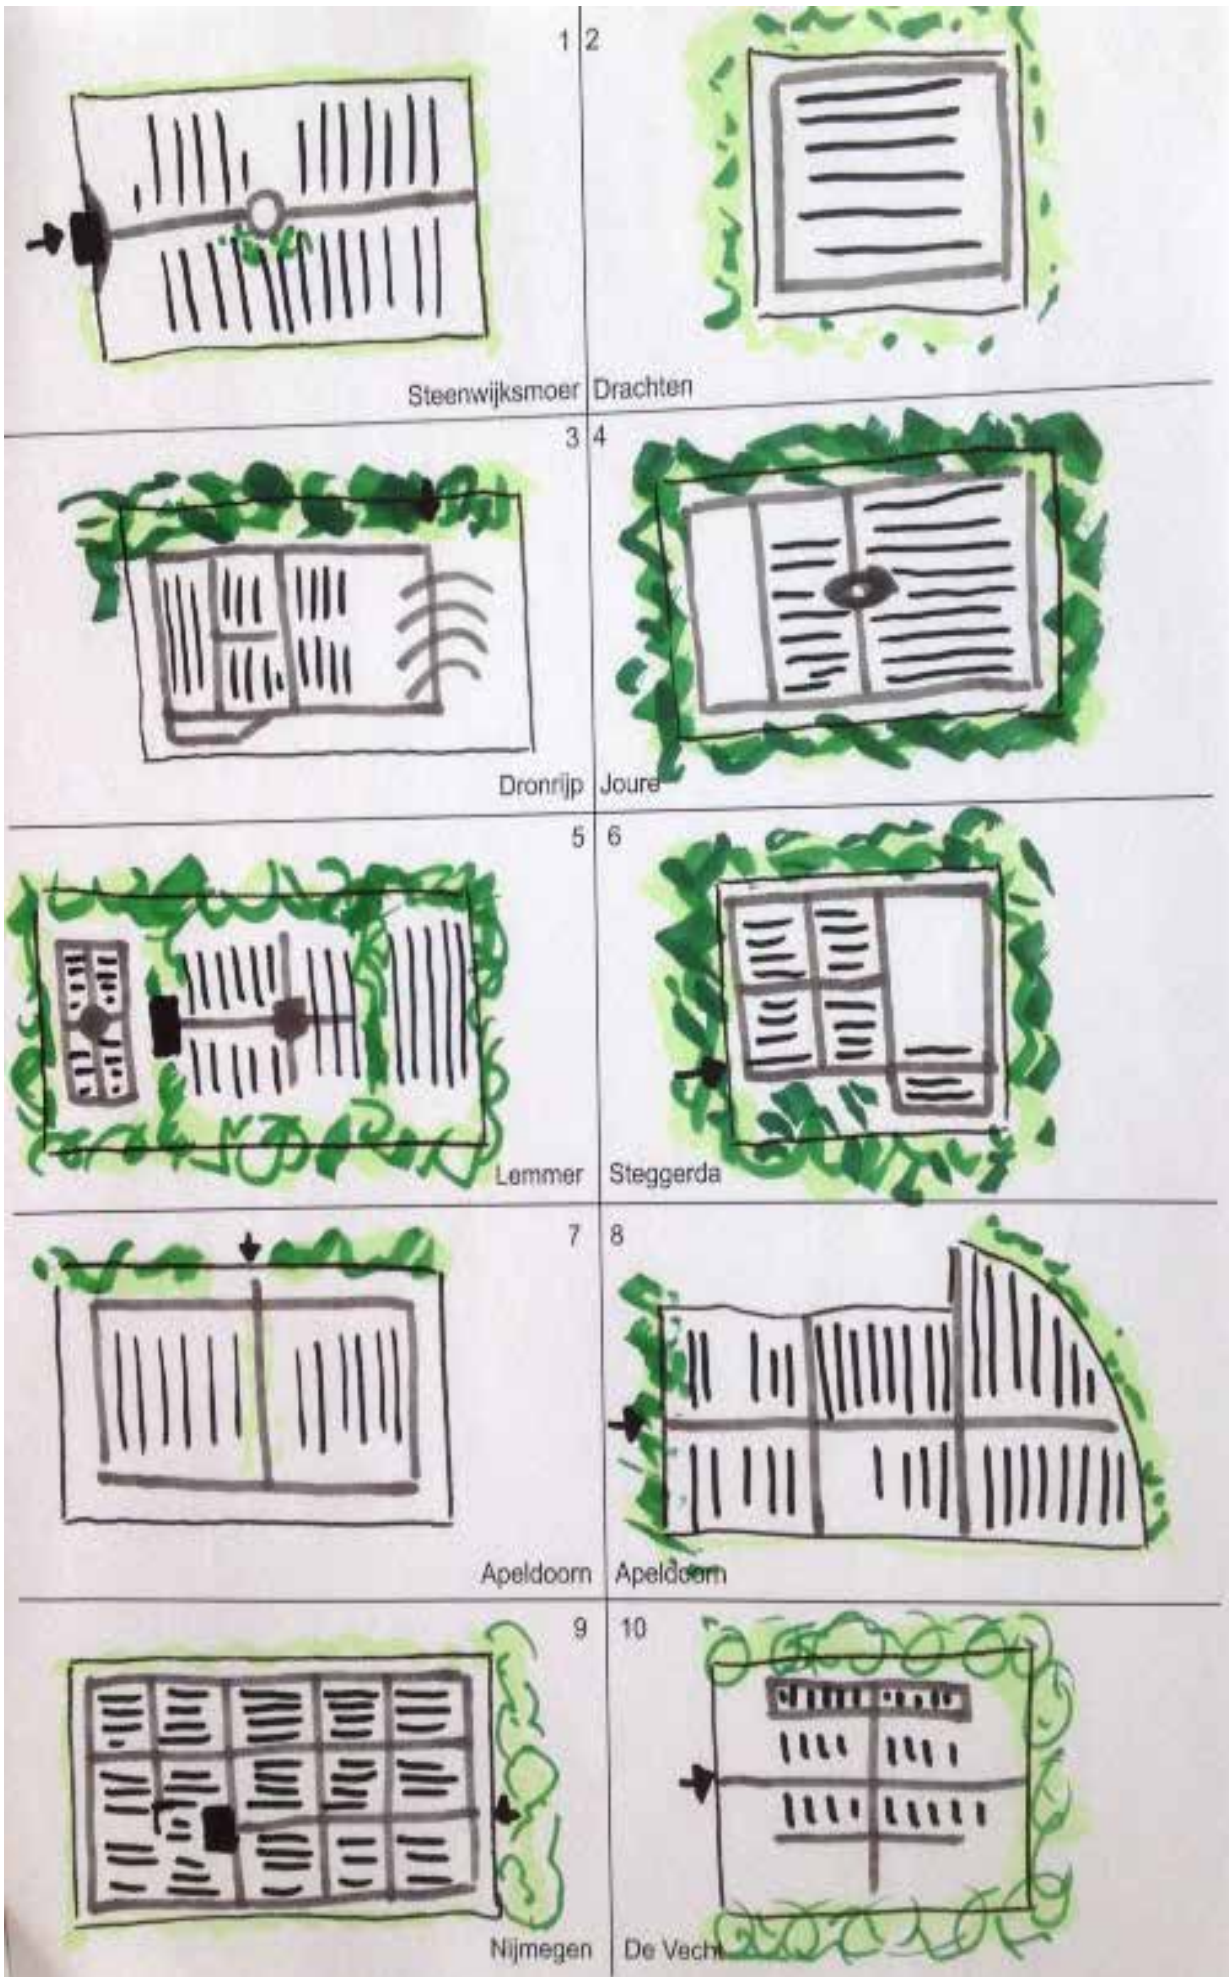 1 2
Steenwijksmoer Drachten
3 4
Dronrijp Joure
5 6
Lemmer Steggerda
7 8
Apeldoorn Apeldoorn
9 10
Nijmegen De Vecht